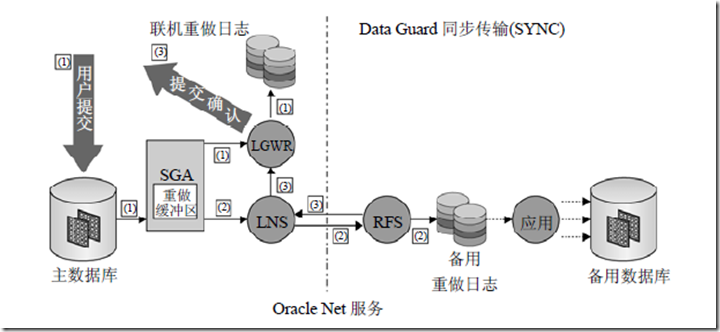 联机重做日志
Data Guard 同步传输(SYNC)
(1)
用户提交
(3)
提交确认
(1)
LGWR
SGA
(1)
重做
缓冲区
(1)
(2)
(3)
LNS
(3)
(2)
RFS
(2)
应用
主数据库
备用
重做日志
备用数据库
Oracle Net 服务